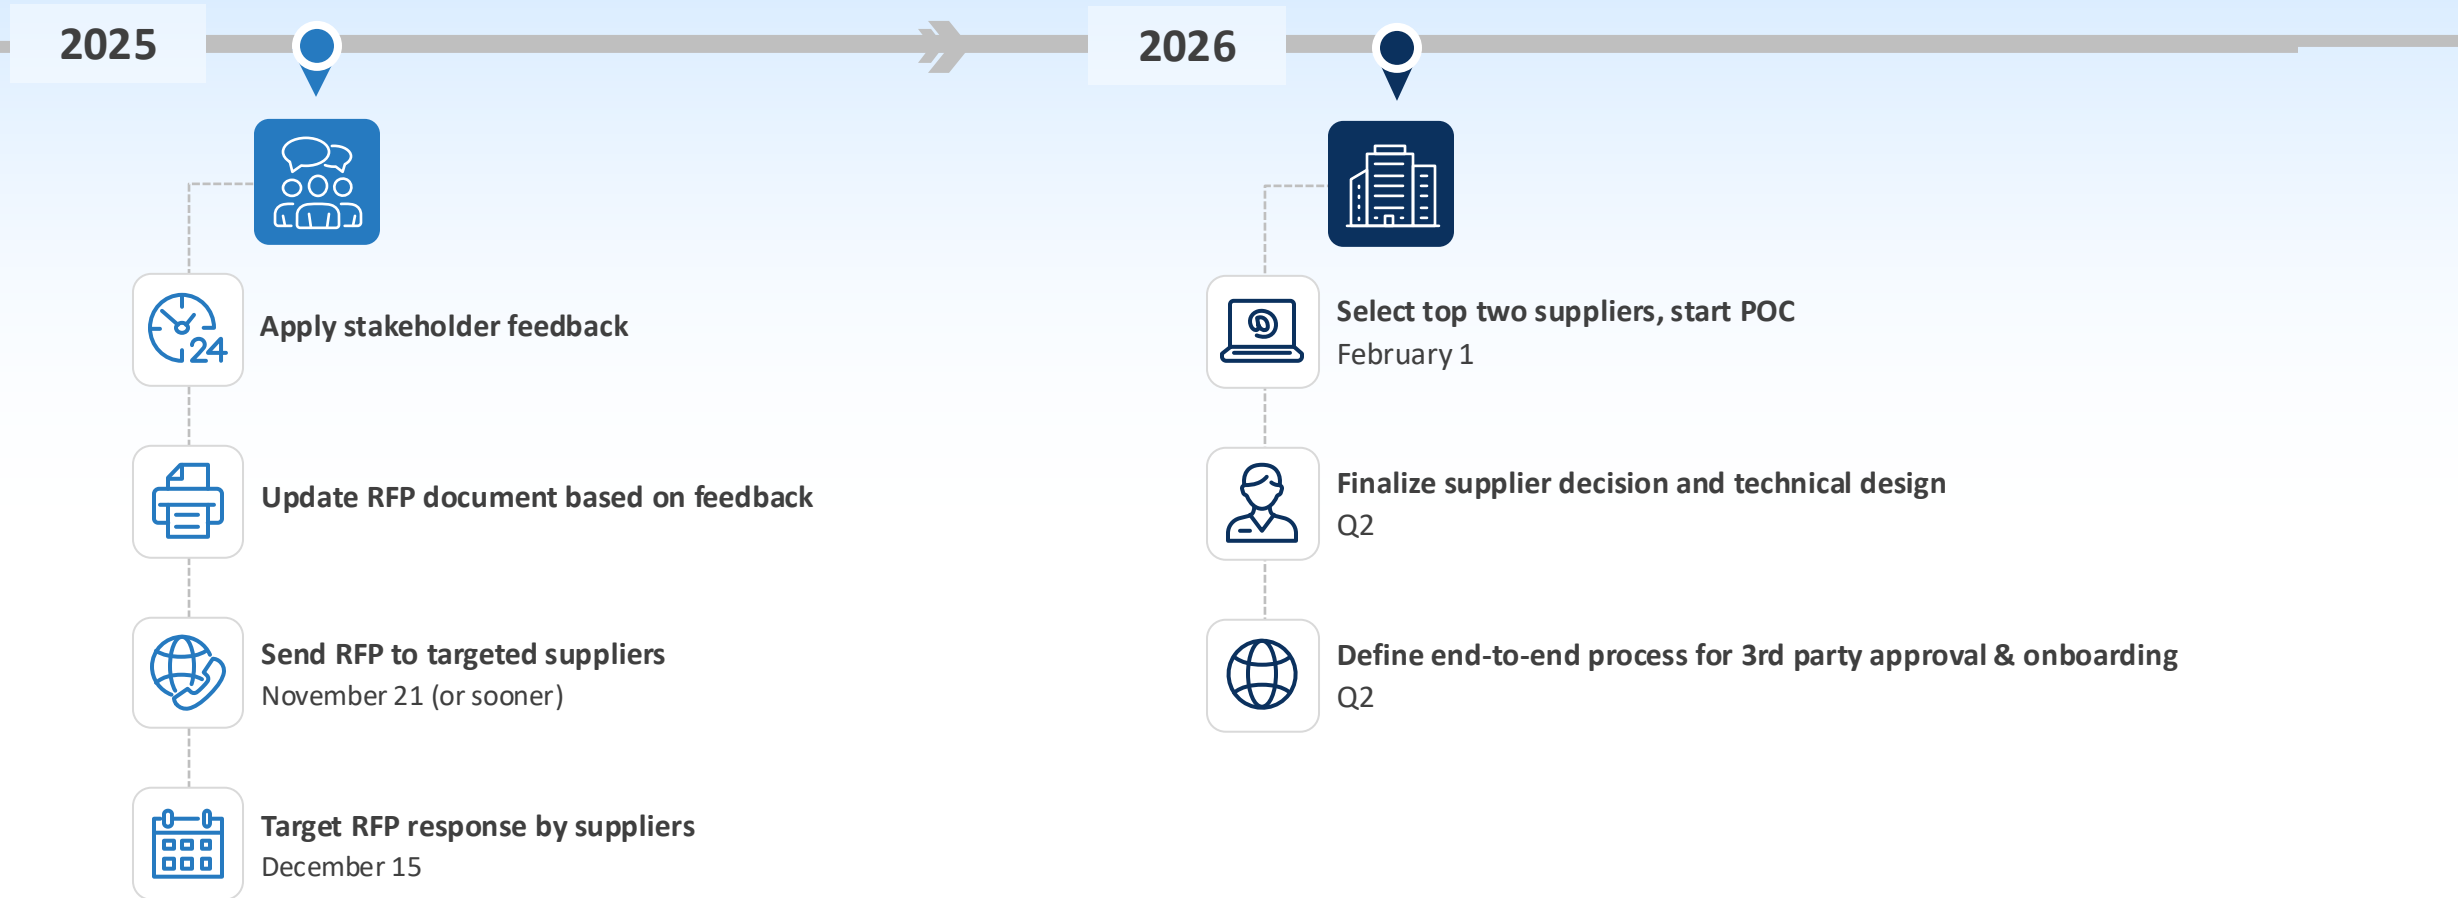 2025
Apply stakeholder feedback
24
Update RFP document based on feedback
Send RFP to targeted suppliers
November 21 (or sooner)
Target RFP response by suppliers
December 15
2026
Select top two suppliers, start POC
February 1
Finalize supplier decision and technical design
Q2
Define end-to-end process for 3rd party approval & onboarding
Q2